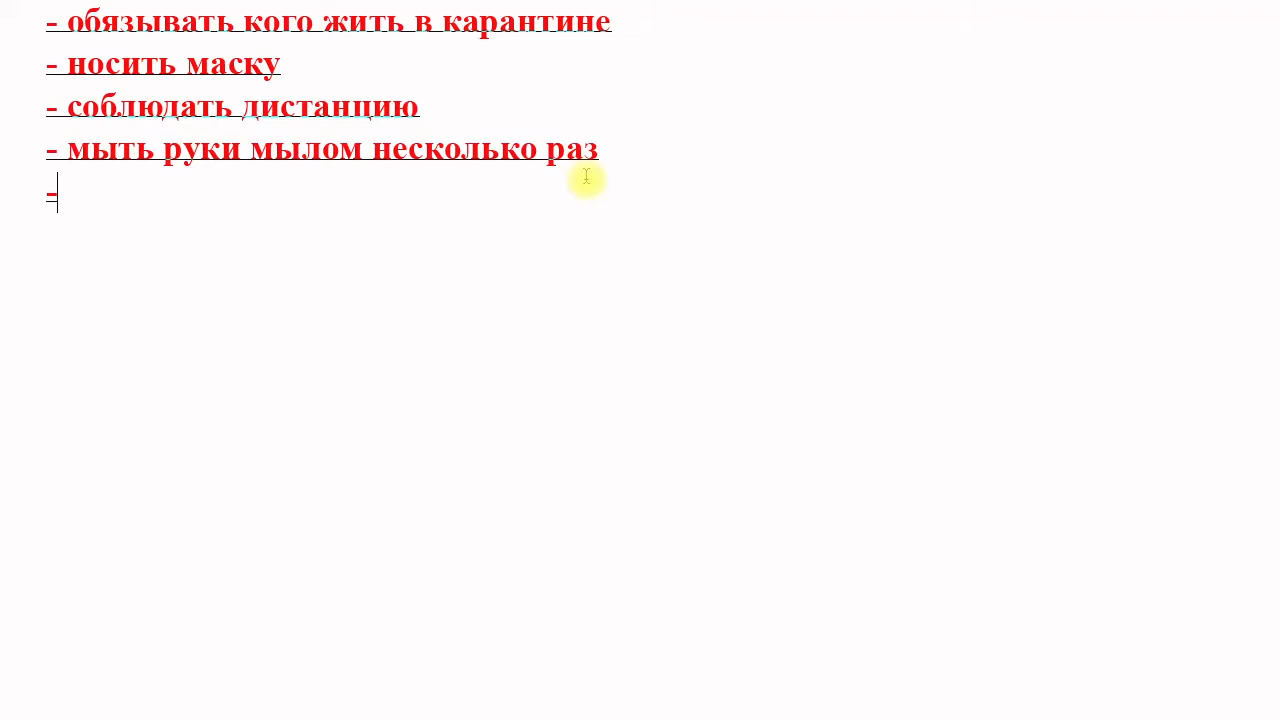 - обязывать кого жить в карантине
- носить маску
- соблюдать дистанцию
- мыть руки мылом несколько раз
-